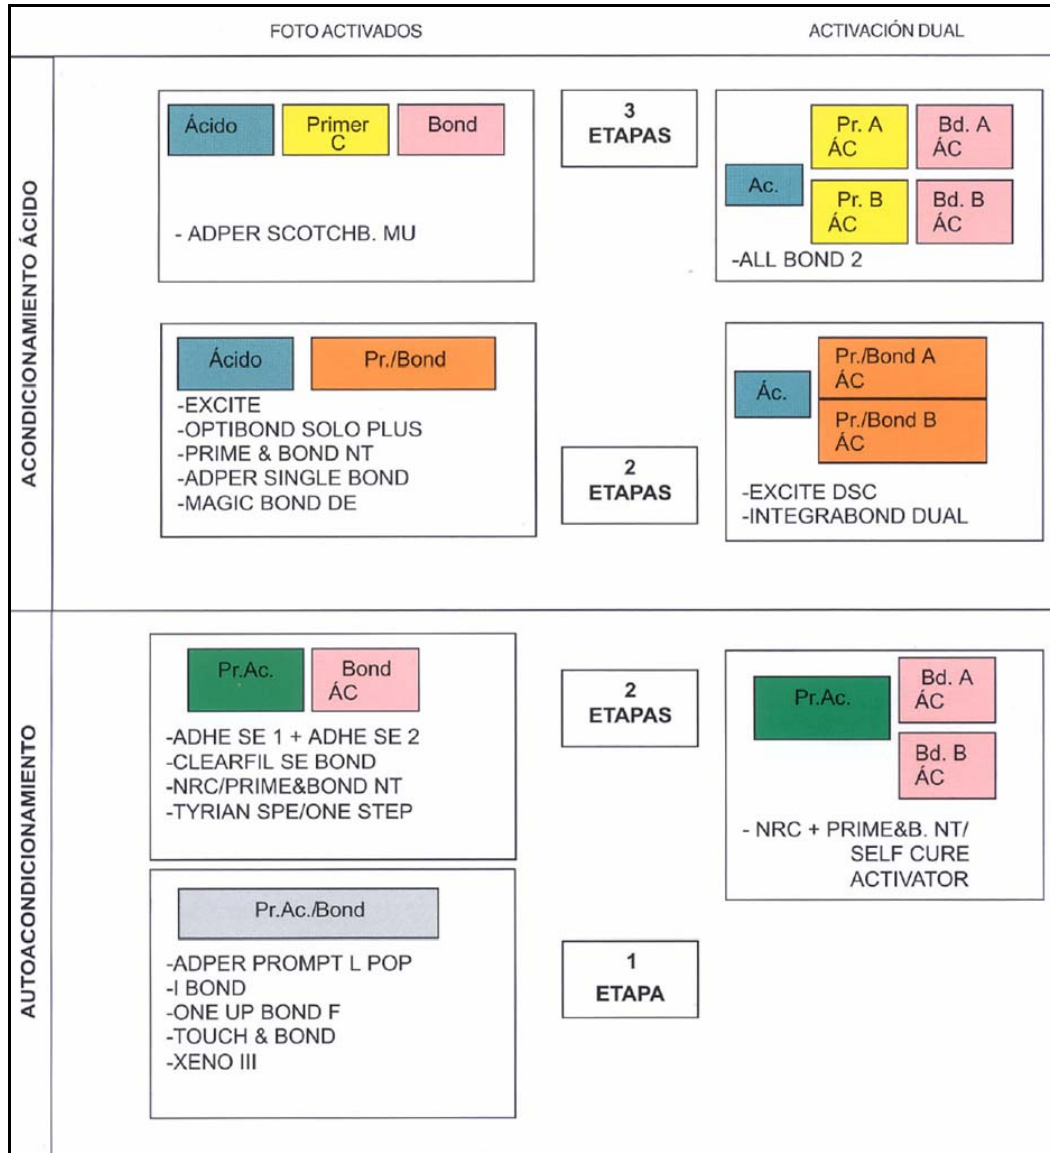 FOTO ACTIVADOS
ACTIVACIÓN DUAL
ACONDICIONAMIENTO ÁCIDO
Ácido
Primer
C
Bond
- ADPER SCOTCHB. MU
3
ETAPAS
Ac.
Pr. A
ÁC
Bd. A
ÁC
Pr. B
ÁC
Bd. B
ÁC
-ALL BOND 2
Ácido
Pr./Bond
-EXCITE
-OPTIBOND SOLO PLUS
-PRIME & BOND NT
-ADPER SINGLE BOND
-MAGIC BOND DE
2
ETAPAS
Ác.
Pr./Bond A
ÁC
Pr./Bond B
ÁC
-EXCITE DSC
-INTEGRABOND DUAL
AUTOACONDICIONAMIENTO
Pr.Ac.
Bond
ÁC
-ADHE SE 1 + ADHE SE 2
-CLEARFIL SE BOND
-NRC/PRIME&BOND NT
-TYRIAN SPE/ONE STEP
2
ETAPAS
Pr.Ac.
Bd. A
ÁC
Bd. B
ÁC
- NRC + PRIME&B. NT/
SELF CURE
ACTIVATOR
Pr.Ac./Bond
-ADPER PROMPT L POP
-I BOND
-ONE UP BOND F
-TOUCH & BOND
-XENO III
1
ETAPA